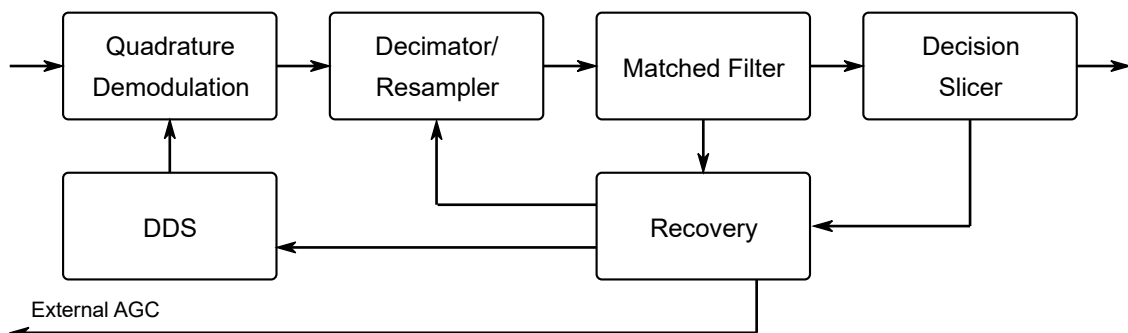 Quadrature
Demodulation
Decimator/
Resampler
Matched Filter
Decision
Slicer
DDS
Recovery
External AGC